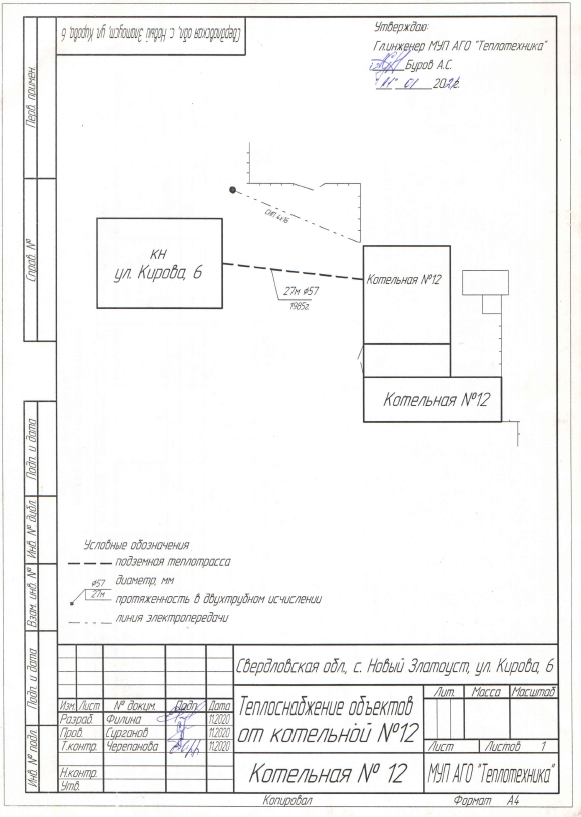 Свердловская обл, с. Новый Златоуст, ул. Кирова, 6
Утверждаю:
Гл.инженер МУП АГО "Теплотехника"
Буров А.С.
" 11 " 01 2021г.
Перв. примен.
Справ. №
СИП 4х16
кн
ул. Кирова, 6
Котельная №12
27м ф57
1985г.
Котельная №12
Подп. и дата
Инв. № дубл.
Взам. инв. №
Подп. и дата
Инв. № подл.
Условные обозначения
подземная теплотрасса
ф57 диаметр, мм
27м протяженность в двухтрубном исчислении
линия электропередачи
Свердловская обл., с. Новый Златоуст, ул. Кирова, 6
Изм. Лист № докум. Подп. Дата
Разраб. Филина 11.2020
Пров. Сурганов 11.2020
Т.контр. Черепанова 11.2020
Н.контр.
Утв.
Теплоснабжение объектов
от котельной №12
Лит. Масса Масштаб
Лист Листов 1
Котельная № 12
МУП АГО "Теплотехника"
Копировал Формат А4